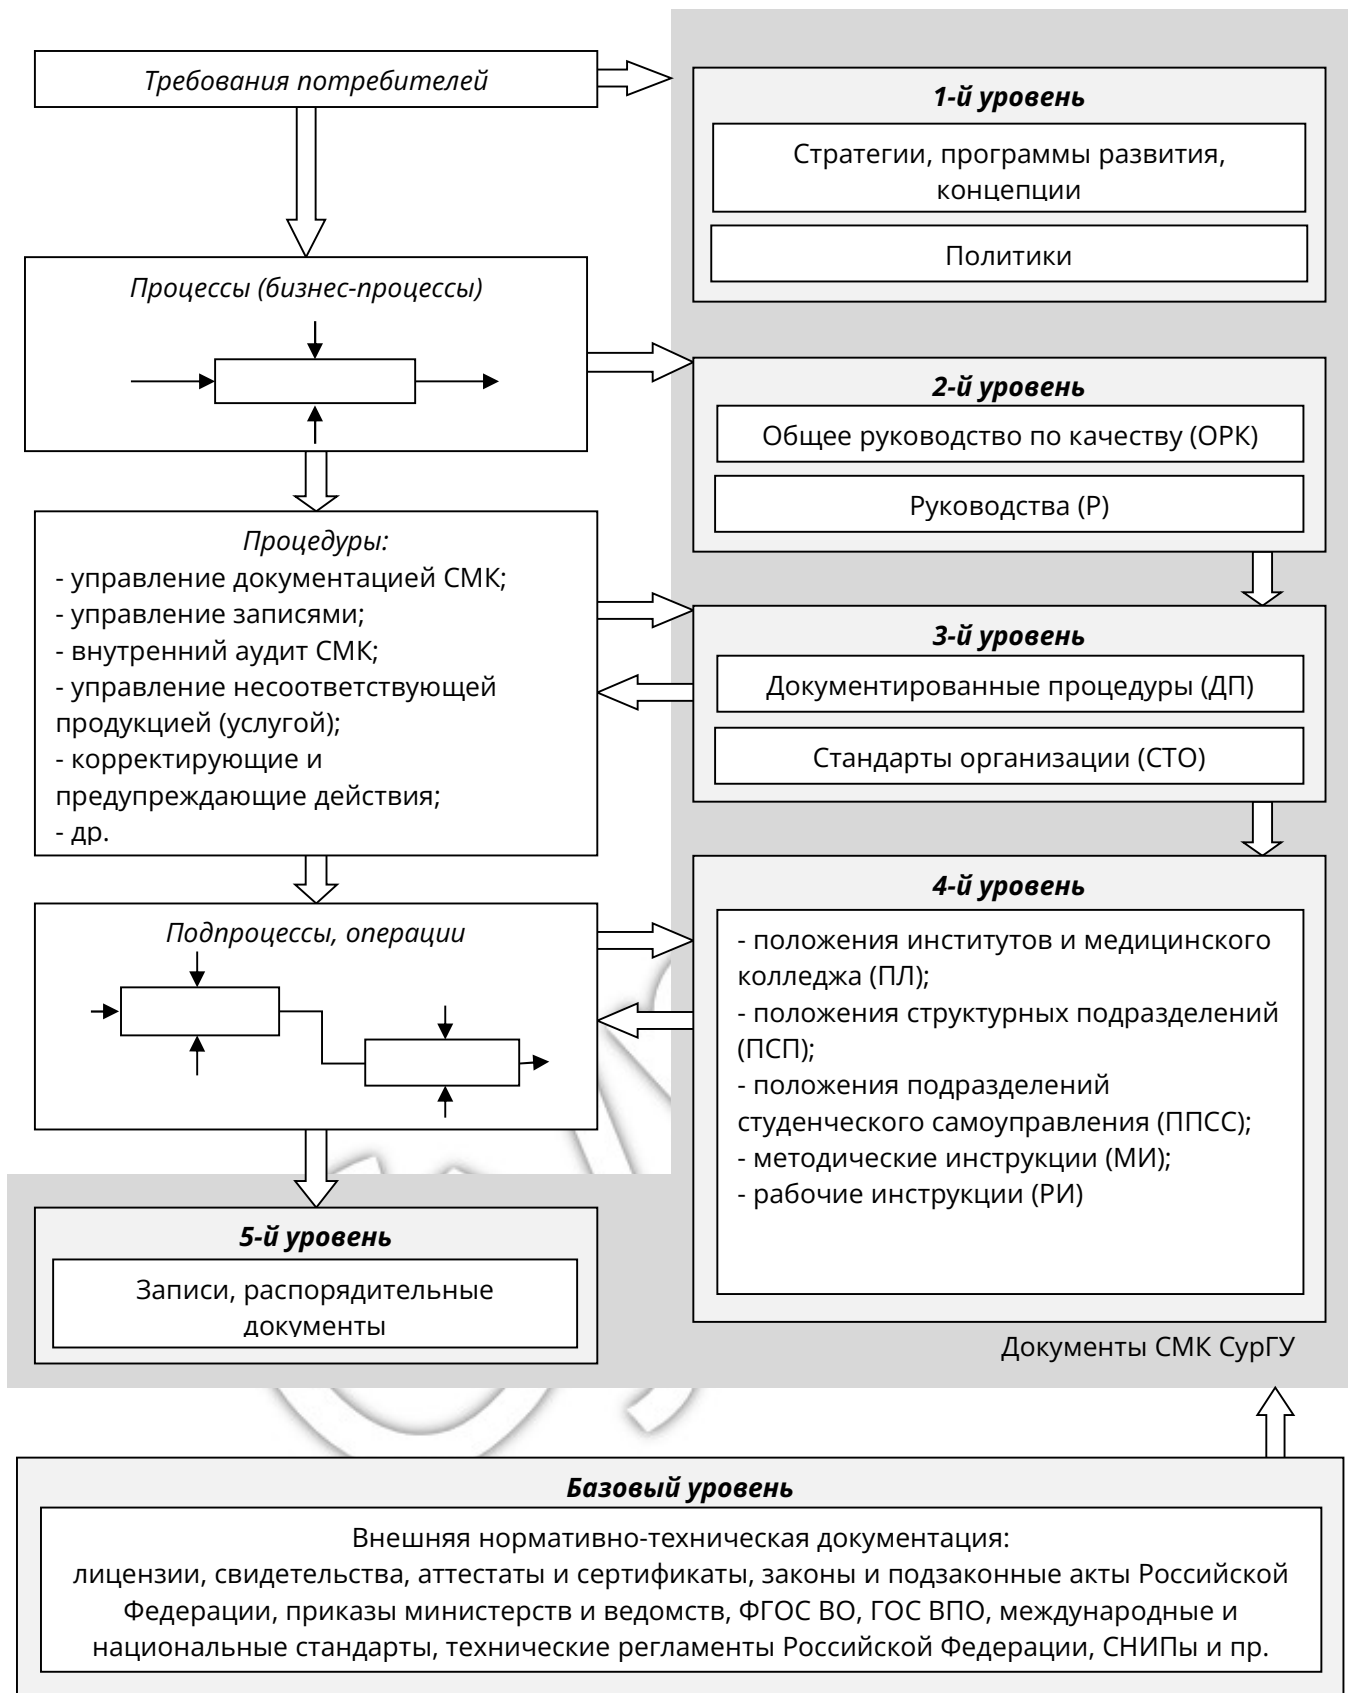 Требования потребителей
1-й уровень
Стратегии, программы развития,
концепции
Политики
Процессы (бизнес-процессы)
2-й уровень
Общее руководство по качеству (ОРК)
Руководства (Р)
Процедуры:
- управление документацией СМК;
- управление записями;
- внутренний аудит СМК;
- управление несоответствующей
продукцией (услугой);
- корректирующие и
предупреждающие действия;
- др.
3-й уровень
Документированные процедуры (ДП)
Стандарты организации (СТО)
Подпроцессы, операции
4-й уровень
- положения институтов и медицинского
колледжа (ПЛ);
- положения структурных подразделений
(ПСП);
- положения подразделений
студенческого самоуправления (ППСС);
- методические инструкции (МИ);
- рабочие инструкции (РИ)
5-й уровень
Записи, распорядительные
документы
Документы СМК СурГУ
Базовый уровень
Внешняя нормативно-техническая документация:
лицензии, свидетельства, аттестаты и сертификаты, законы и подзаконные акты Российской
Федерации, приказы министерств и ведомств, ФГОС ВО, ГОС ВПО, международные и
национальные стандарты, технические регламенты Российской Федерации, СНИПы и пр.